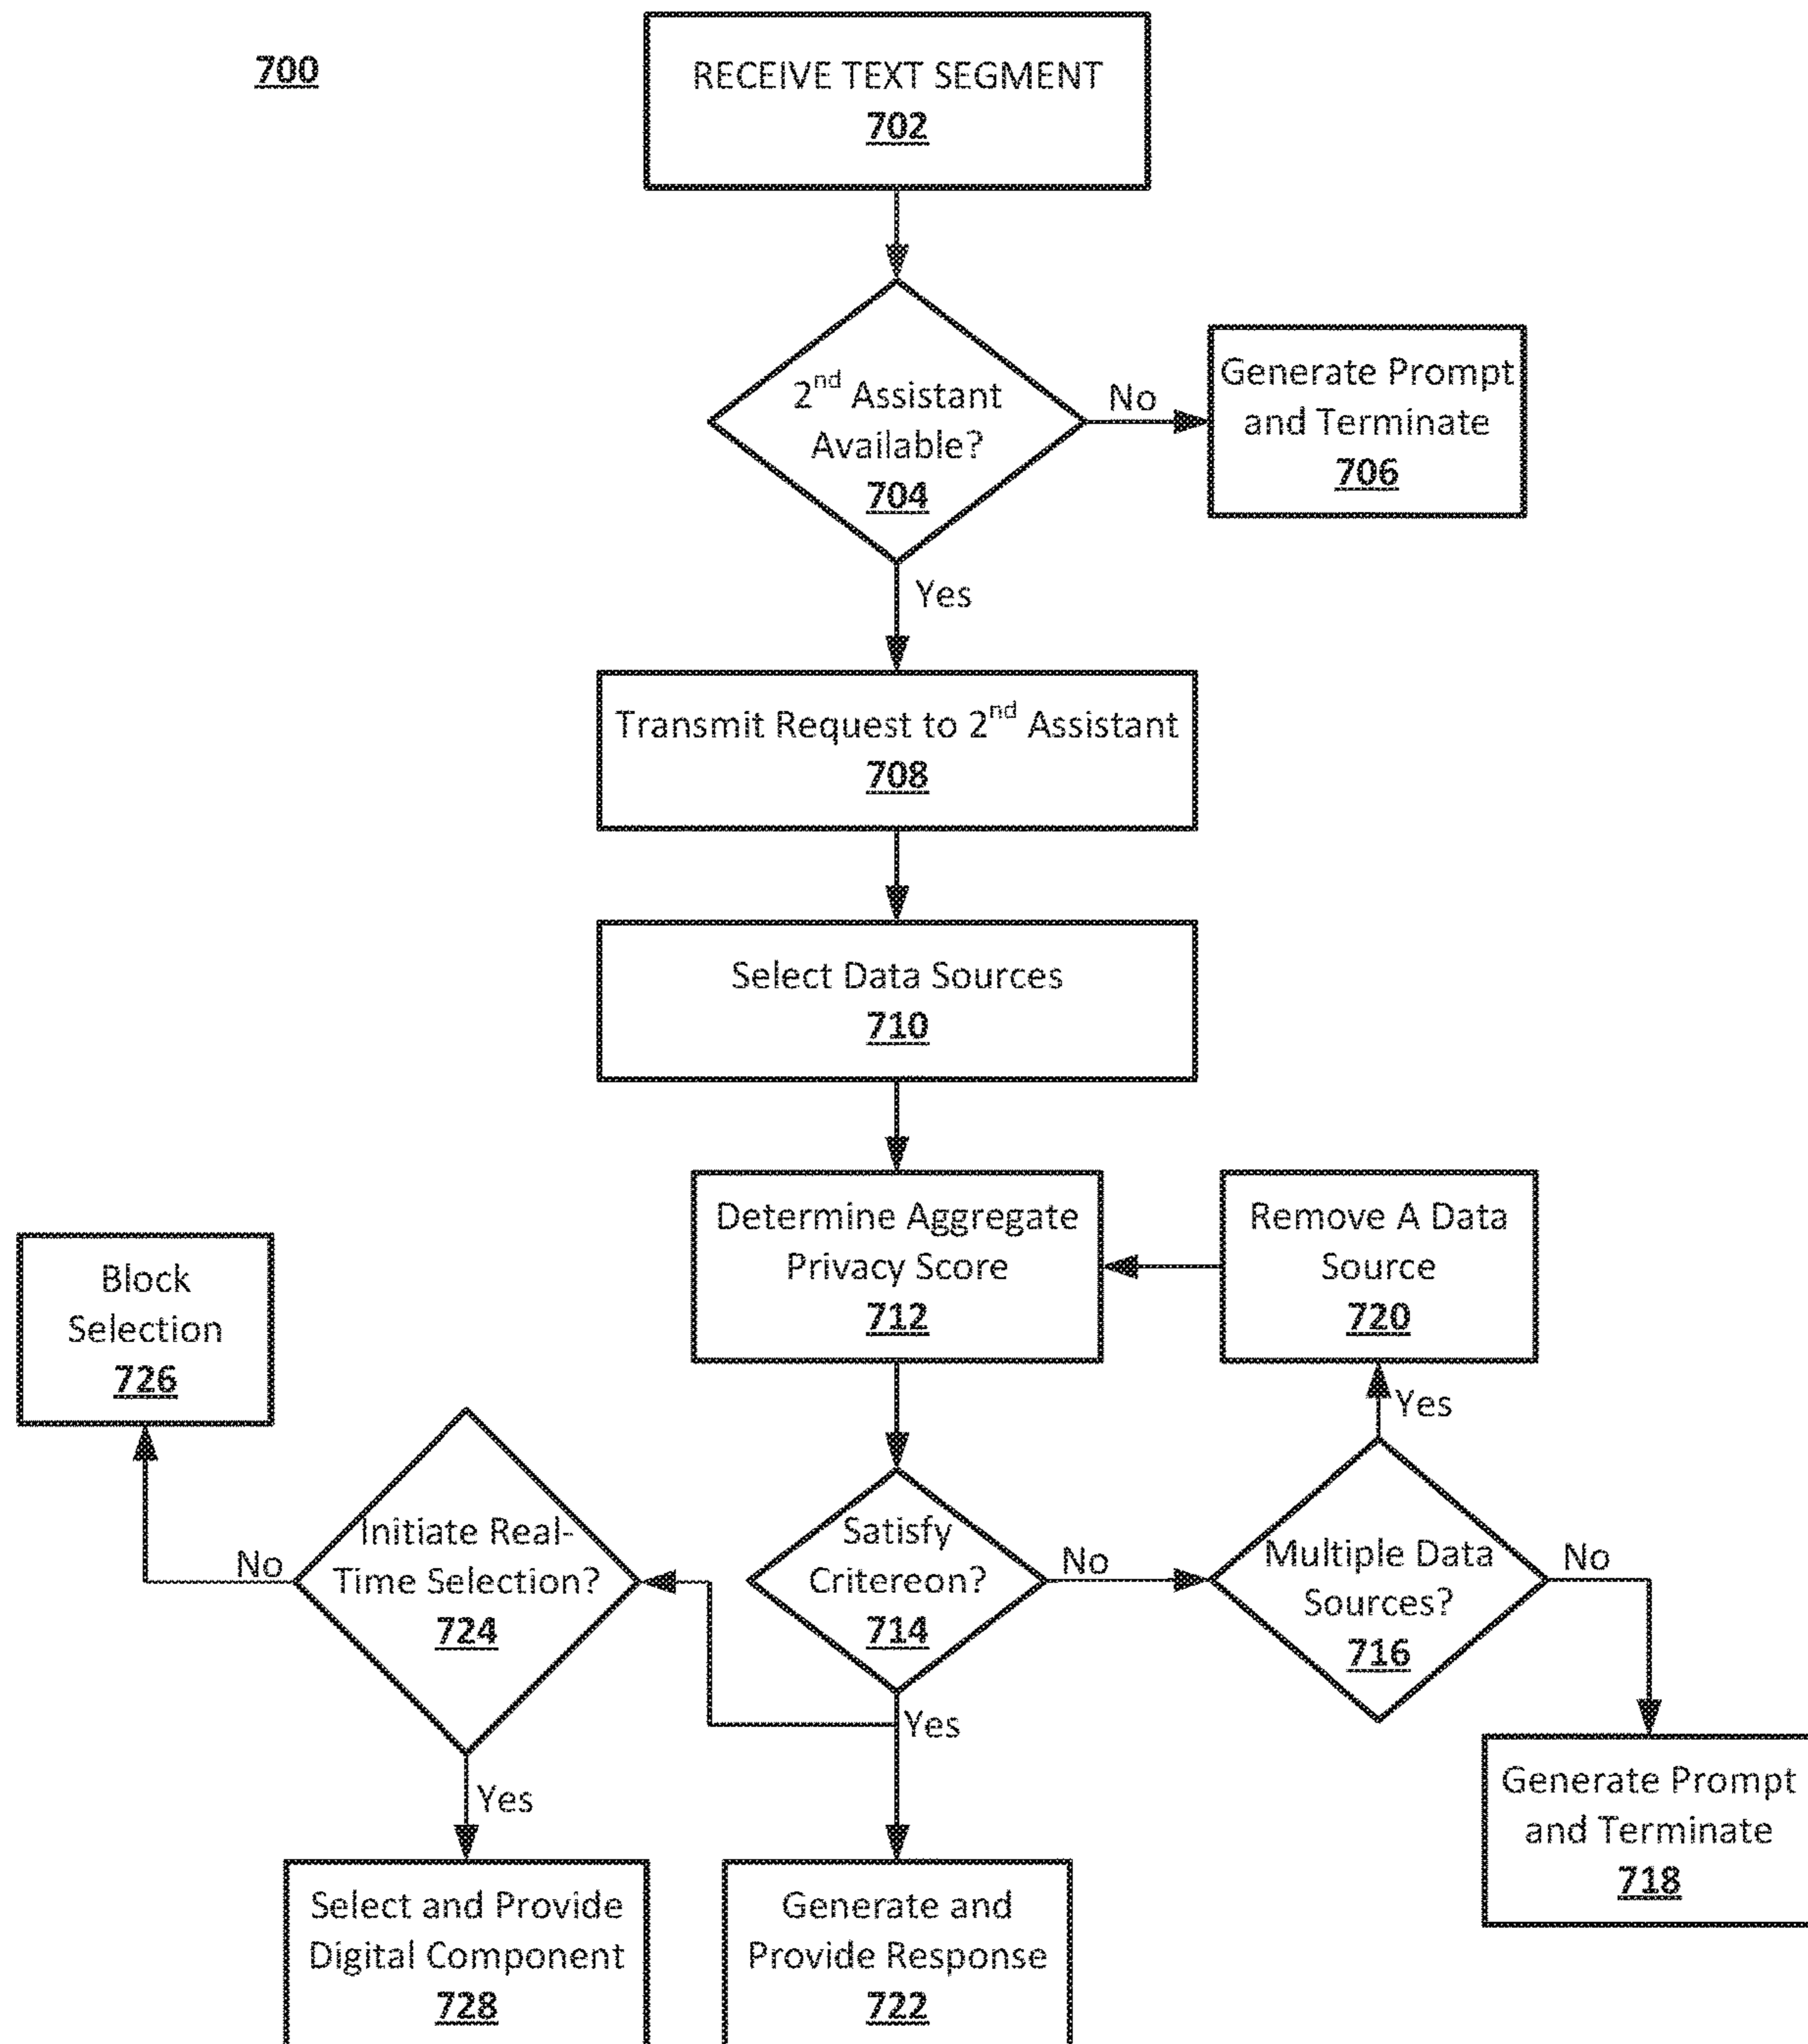 700
RECEIVE TEXT SEGMENT
702
2nd Assistant
Available?
704
No
Generate Prompt
and Terminate
706
Yes
Transmit Request to 2nd Assistant
708
Select Data Sources
710
Determine Aggregate
Privacy Score
712
Remove A Data
Source
720
Block
Selection
726
Yes
Initiate Real-
Time Selection?
724
No
Satisfy
Critereon?
714
No
Multiple Data
Sources?
716
No
Yes
Yes
Generate Prompt
and Terminate
718
Select and Provide
Digital Component
728
Generate and
Provide Response
722